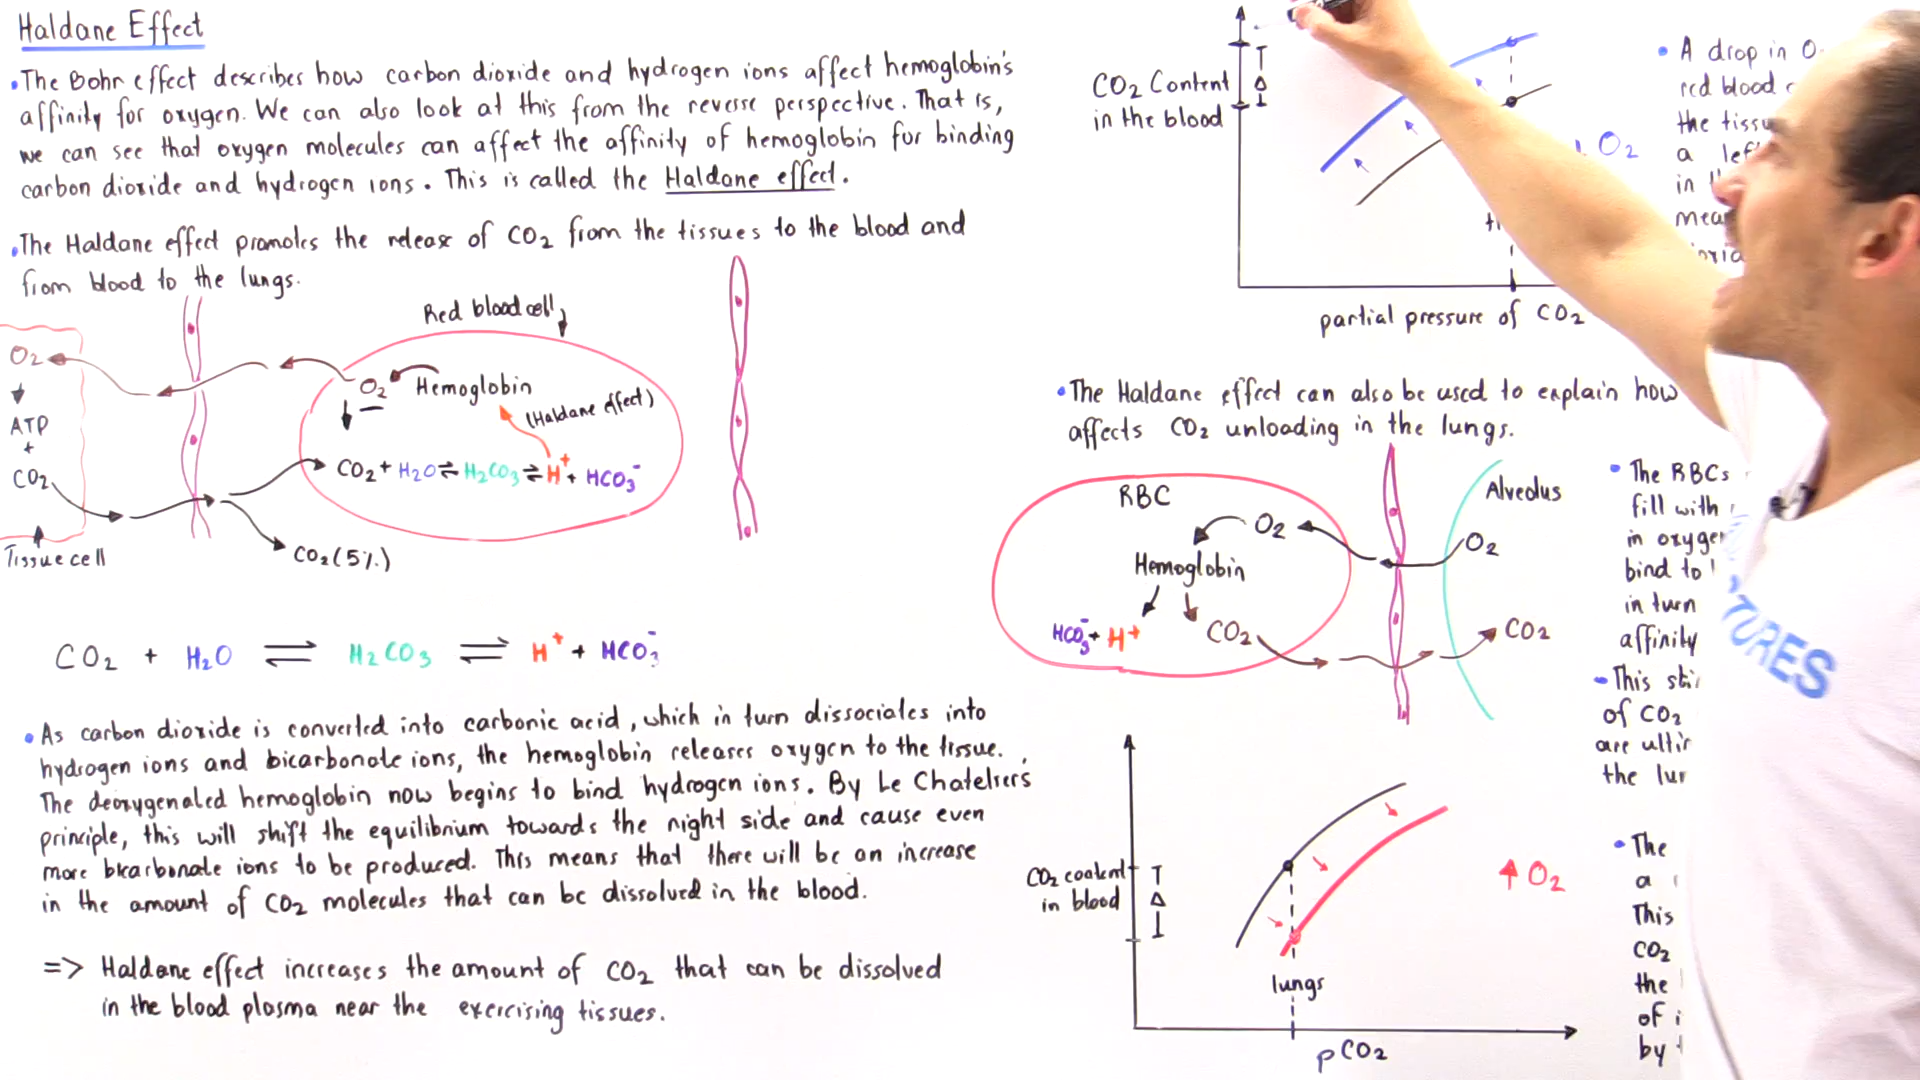 Haldane Effect
• The Bohr effect describes how carbon dioxide and hydrogen ions affect hemoglobin's
affinity for oxygen. We can also look at this from the reverse perspective. That is,
we can see that oxygen molecules can affect the affinity of hemoglobin for binding
carbon dioxide and hydrogen ions. This is called the Haldane effect.
• The Haldane effect promotes the release of CO2 from the tissues to the blood and
from blood to the lungs.
Red blood cell
O2
ATP
+
CO2
Tissue cell
O2 Hemoglobin
(Haldane effect)
CO2 + H2O ⇌ H2CO3 ⇌ H+ + HCO3-
CO2 (5%)
CO2 + H2O ⇌ H2CO3 ⇌ H+ + HCO3-
• As carbon dioxide is converted into carbonic acid, which in turn dissociates into
hydrogen ions and bicarbonate ions, the hemoglobin releases oxygen to the tissue.
The deoxygenated hemoglobin now begins to bind hydrogen ions. By Le Chatelier's
principle, this will shift the equilibrium towards the right side and cause even
more bicarbonate ions to be produced. This means that there will be an increase
in the amount of CO2 molecules that can be dissolved in the blood.
=> Haldane effect increases the amount of CO2 that can be dissolved
in the blood plasma near the exercising tissues.
CO2 Content
in the blood
Δ
O2
partial pressure of CO2
• A drop in
red blood
the
a
in
• The Haldane effect can also be used to explain how
affects CO2 unloading in the lungs.
RBC
O2
Hemoglobin
HCO3- + H+
CO2
Alveolus
O2
CO2
• The RBCs
fill with
in
bind to
in turn
affinity
• This
of CO2
are
the
CO2 content
in blood
Δ
↑ O2
lungs
pCO2
• The
a
This
CO2
the
of
by
TURES